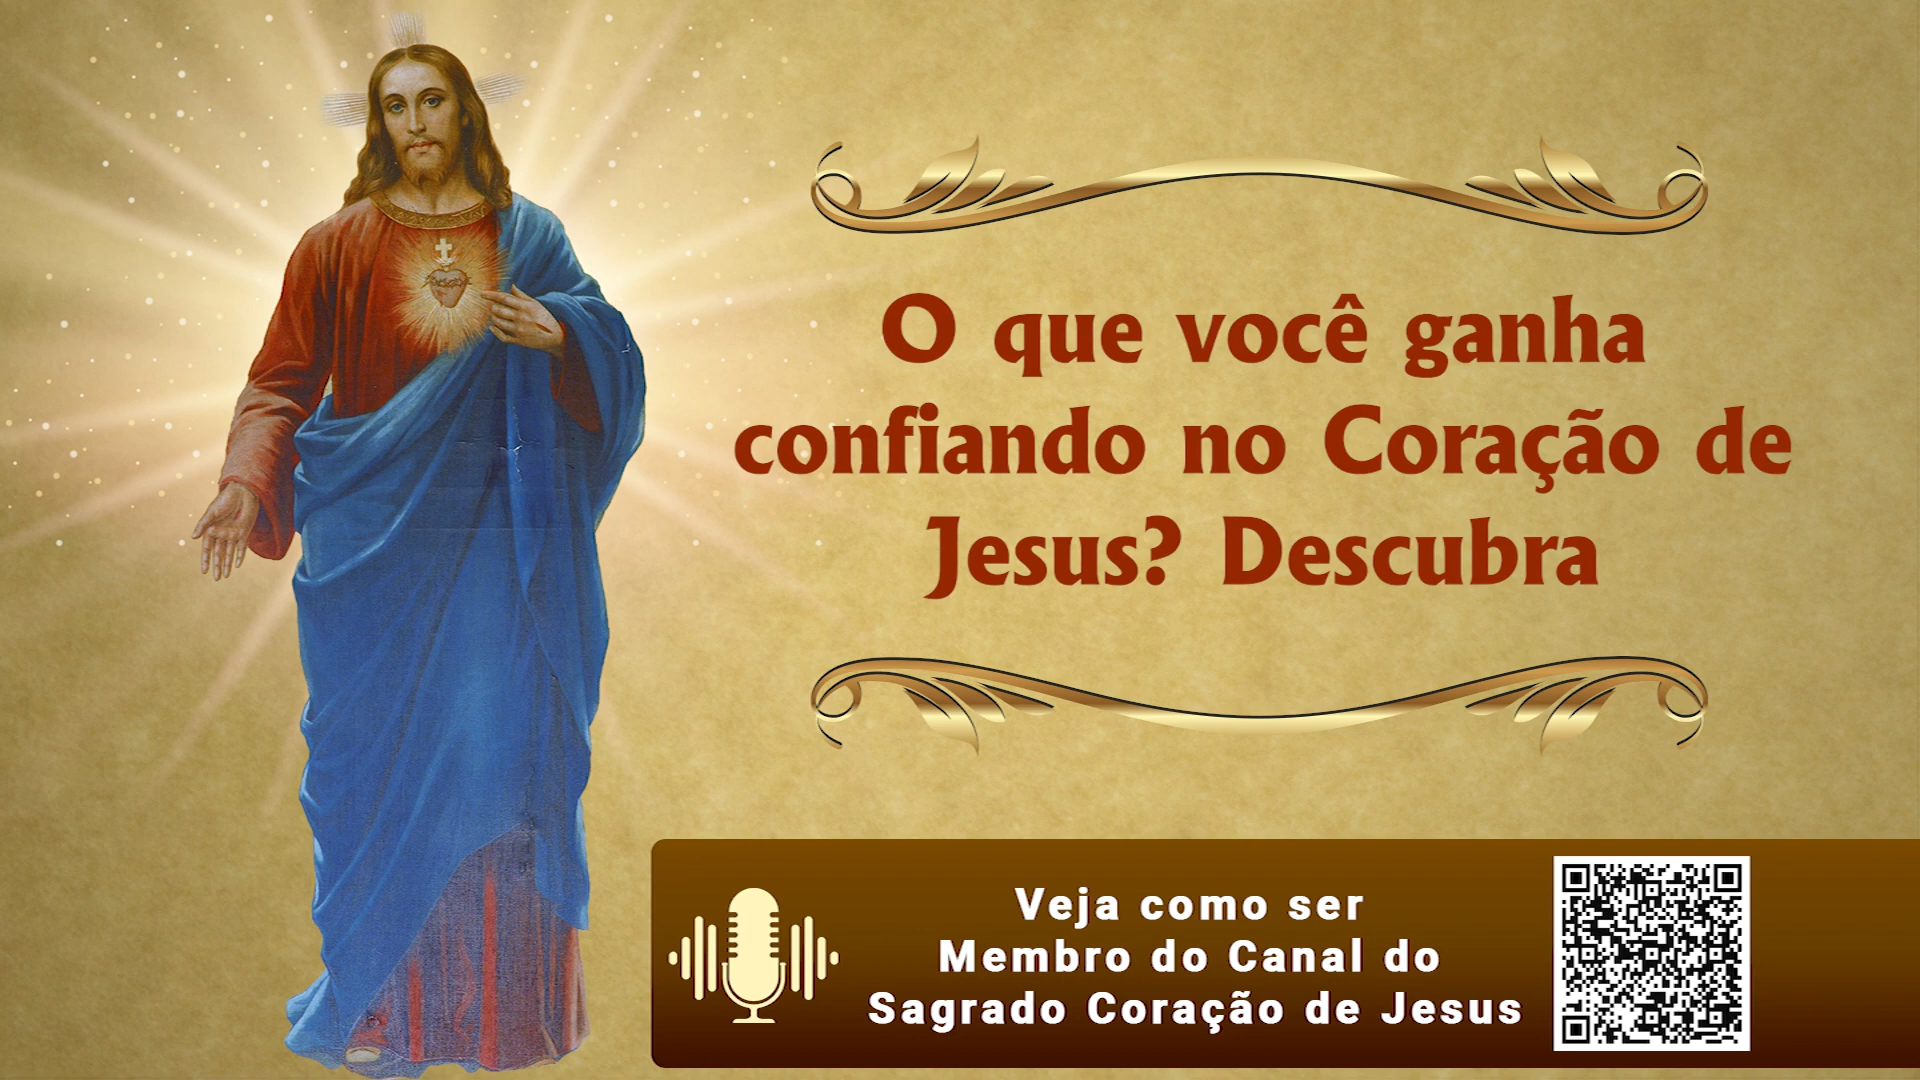 O que você ganha
confiando no Coração de
Jesus? Descubra
Veja como ser
Membro do Canal do
Sagrado Coração de Jesus